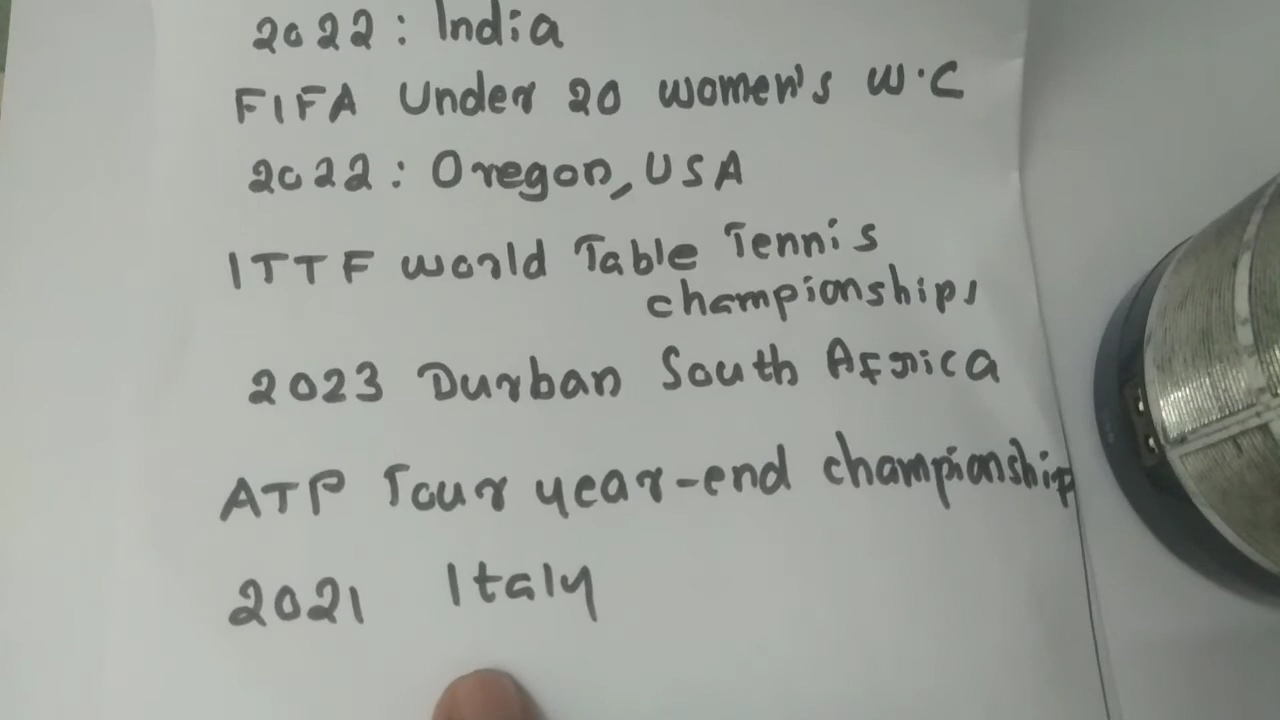 2022: India
FIFA Under 20 women's W.C
2022: Oregon, USA
ITTF world Table Tennis
championships
2023 Durban South Africa
ATP Tour year-end championship
2021 Italy